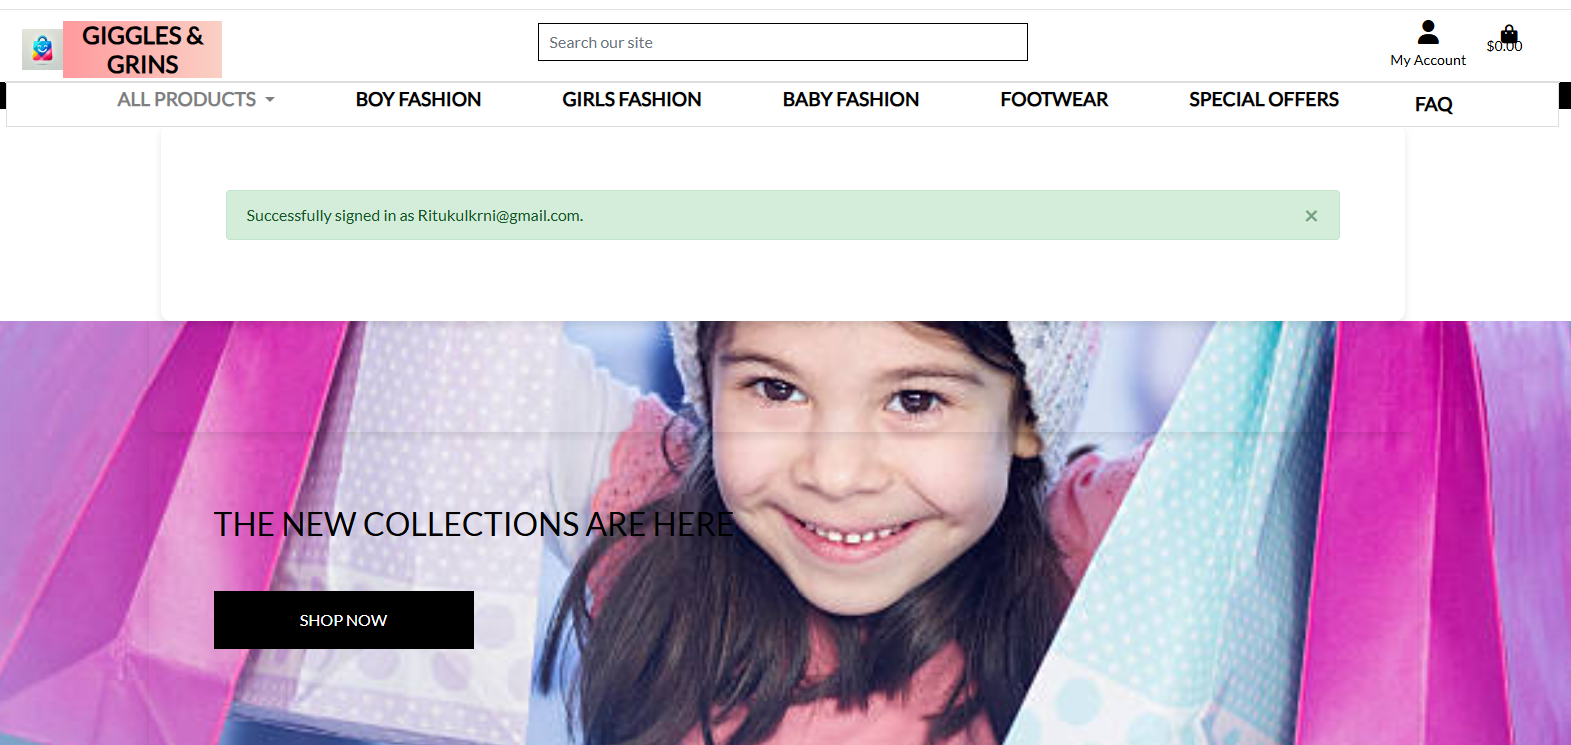 GIGGLES &
GRINS
Search our site
My Account
$0.00
ALL PRODUCTS
BOY FASHION
GIRLS FASHION
BABY FASHION
FOOTWEAR
SPECIAL OFFERS
FAQ
Successfully signed in as Ritukulkrni@gmail.com.
×
THE NEW COLLECTIONS ARE HERE
SHOP NOW